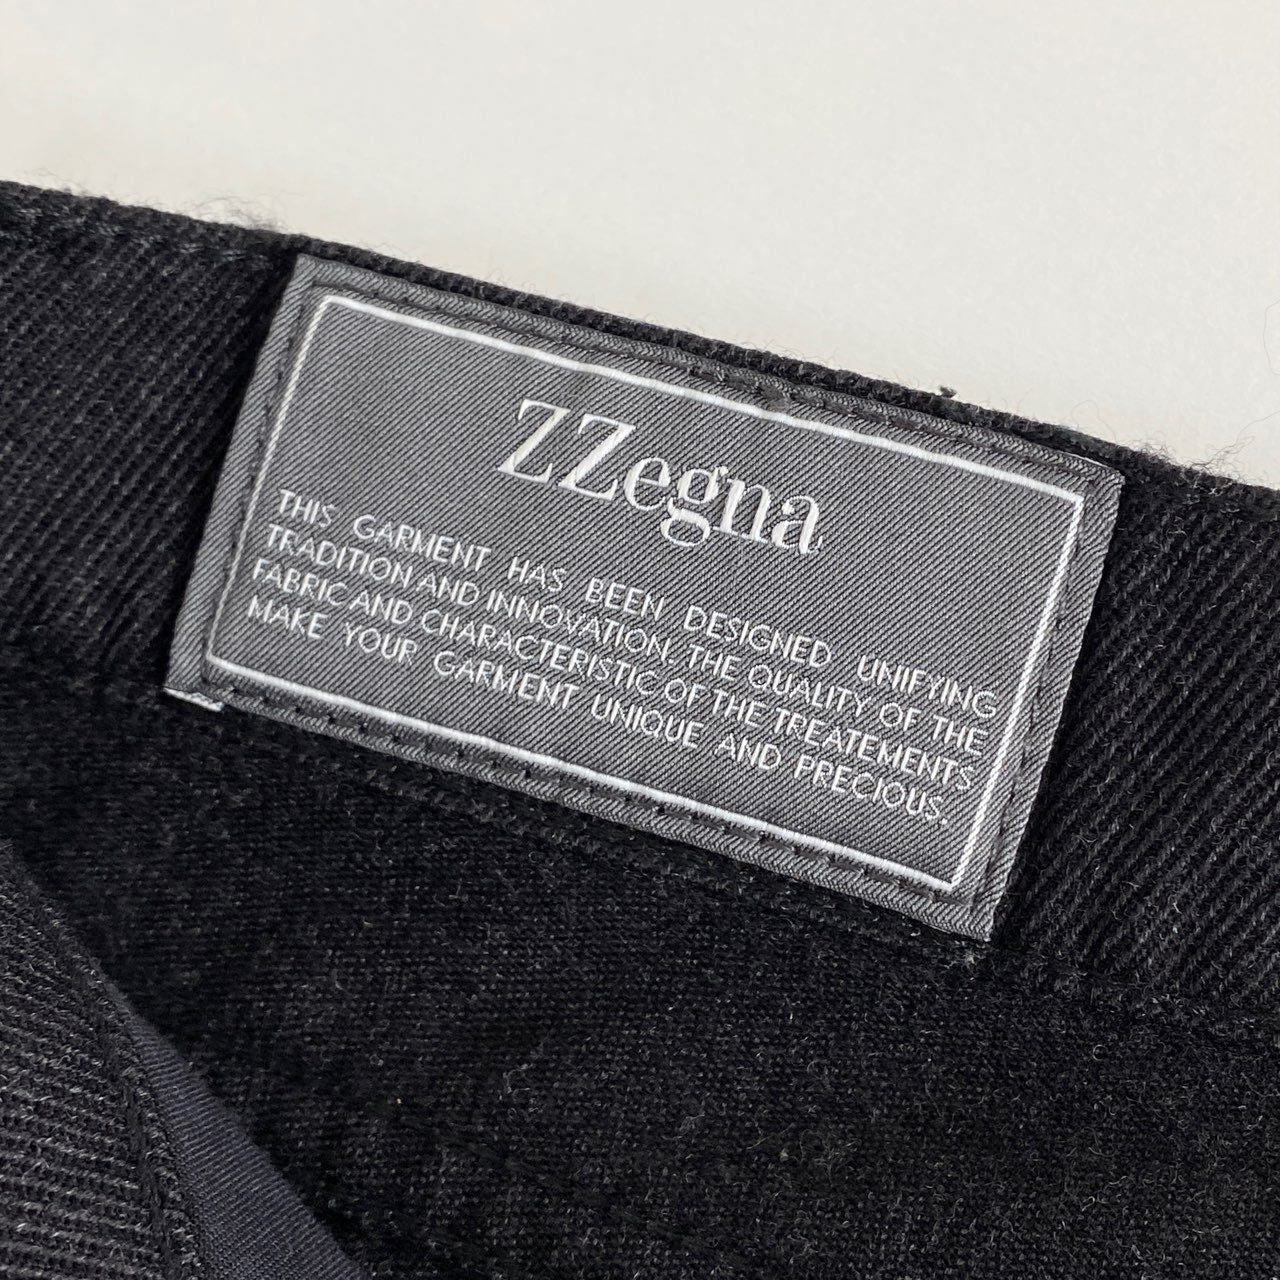 ZZegna
THIS GARMENT HAS BEEN DESIGNED UNIFYING
TRADITION AND INNOVATION. THE QUALITY OF THE
FABRIC AND CHARACTERISTIC OF THE TREATEMENTS
MAKE YOUR GARMENT UNIQUE AND PRECIOUS.